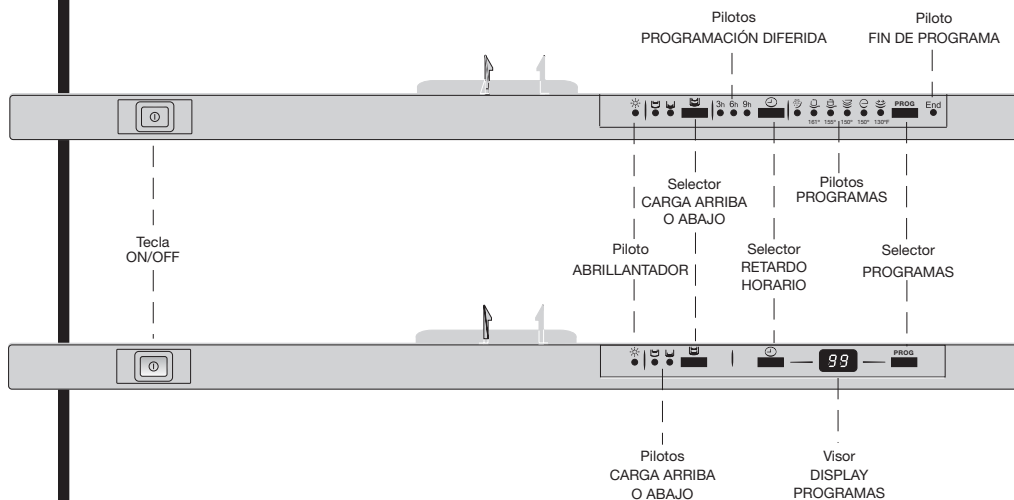 Pilotos
PROGRAMACIÓN DIFERIDA
Piloto
FIN DE PROGRAMA
3h 6h 9h
PROG
End
161° 155° 150° 150° 130°F
Selector
CARGA ARRIBA
O ABAJO
Pilotos
PROGRAMAS
Tecla
ON/OFF
Piloto
ABRILLANTADOR
Selector
RETARDO
HORARIO
Selector
PROGRAMAS
99
PROG
Pilotos
CARGA ARRIBA
O ABAJO
Visor
DISPLAY
PROGRAMAS